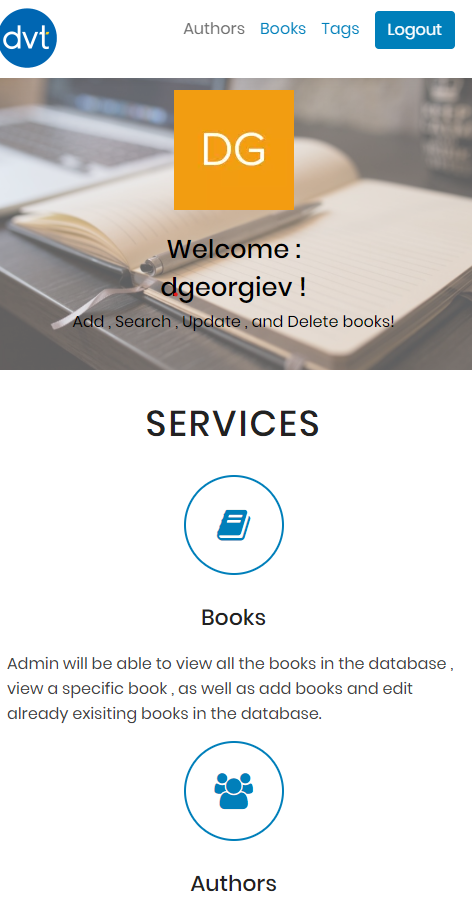 dvt
Authors Books Tags Logout
DG
Welcome :
dgeorgiev !
Add , Search , Update , and Delete books!
SERVICES
Books
Admin will be able to view all the books in the database ,
view a specific book , as well as add books and edit
already exisiting books in the database.
Authors